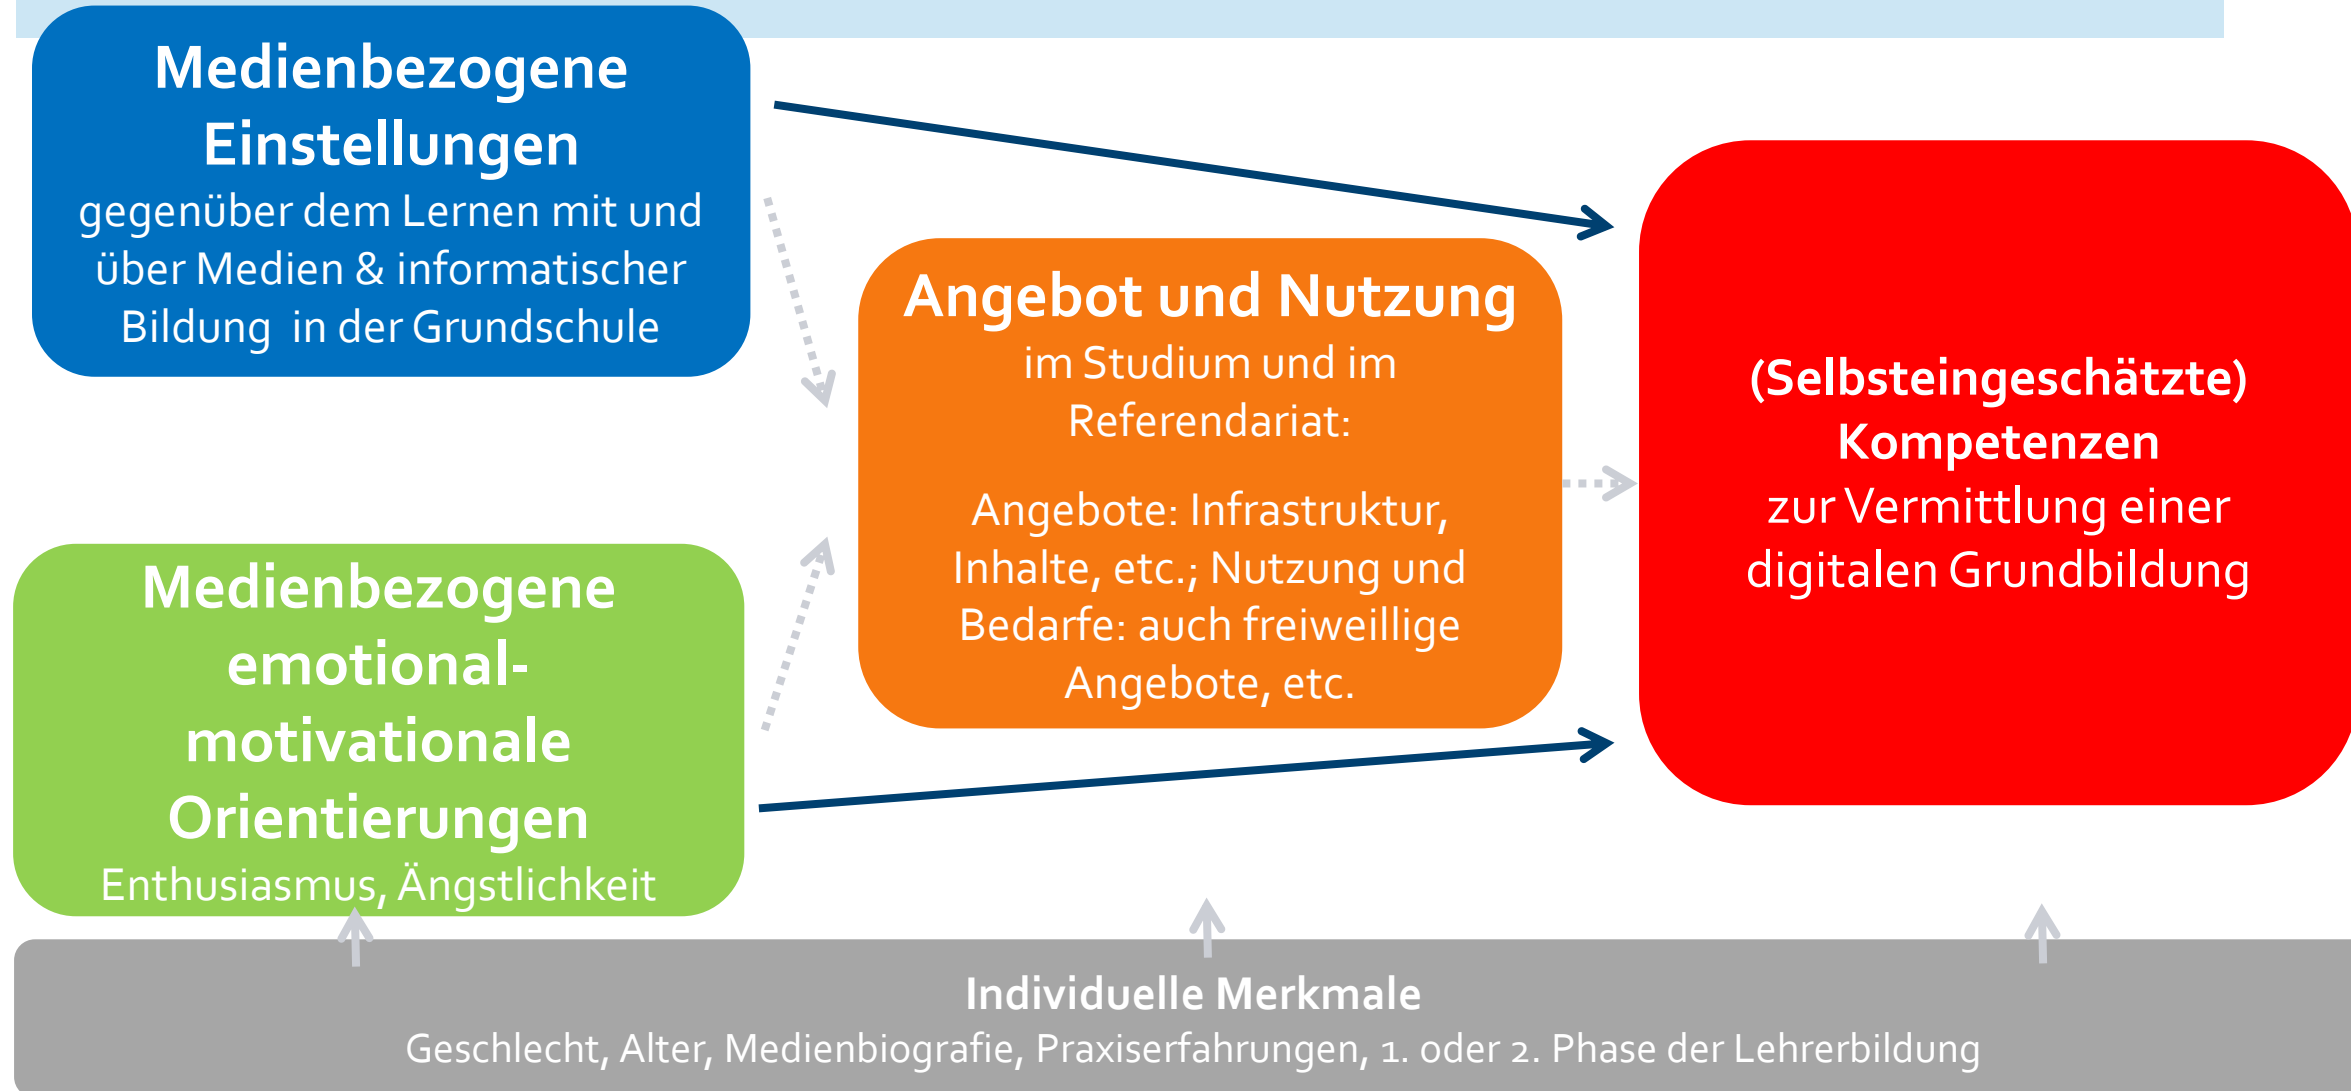 Medienbezogene
Einstellungen
gegenüber dem Lernen mit und
über Medien & informatischer
Bildung in der Grundschule
Medienbezogene
emotional-
motivationale
Orientierungen
Enthusiasmus, Ängstlichkeit
Angebot und Nutzung
im Studium und im
Referendariat:
Angebote: Infrastruktur,
Inhalte, etc.; Nutzung und
Bedarfe: auch freiweillige
Angebote, etc.
(Selbsteingeschätzte)
Kompetenzen
zur Vermittlung einer
digitalen Grundbildung
Individuelle Merkmale
Geschlecht, Alter, Medienbiografie, Praxiserfahrungen, 1. oder 2. Phase der Lehrerbildung